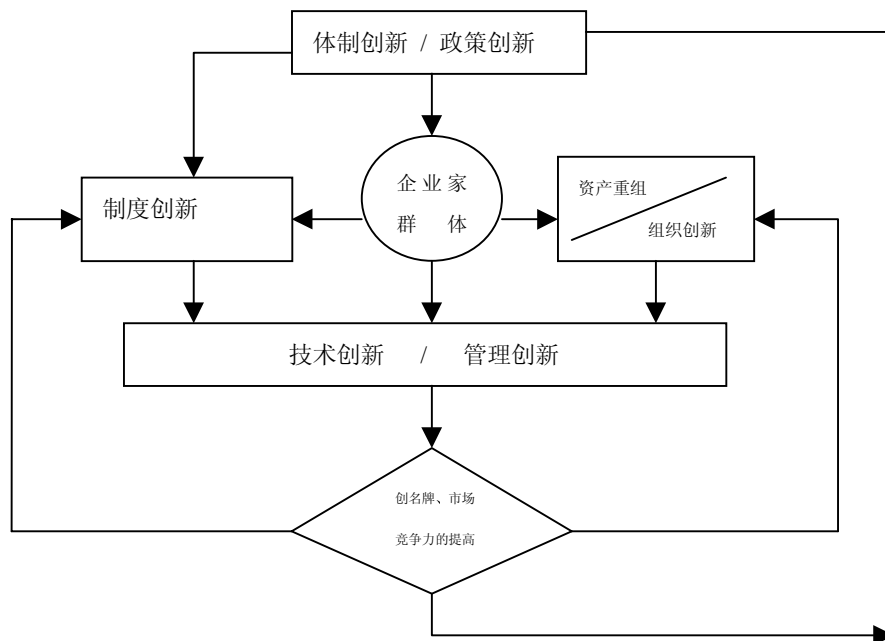 体制创新 / 政策创新
企业家
群 体
制度创新
资产重组
组织创新
技术创新 / 管理创新
创名牌、市场
竞争力的提高